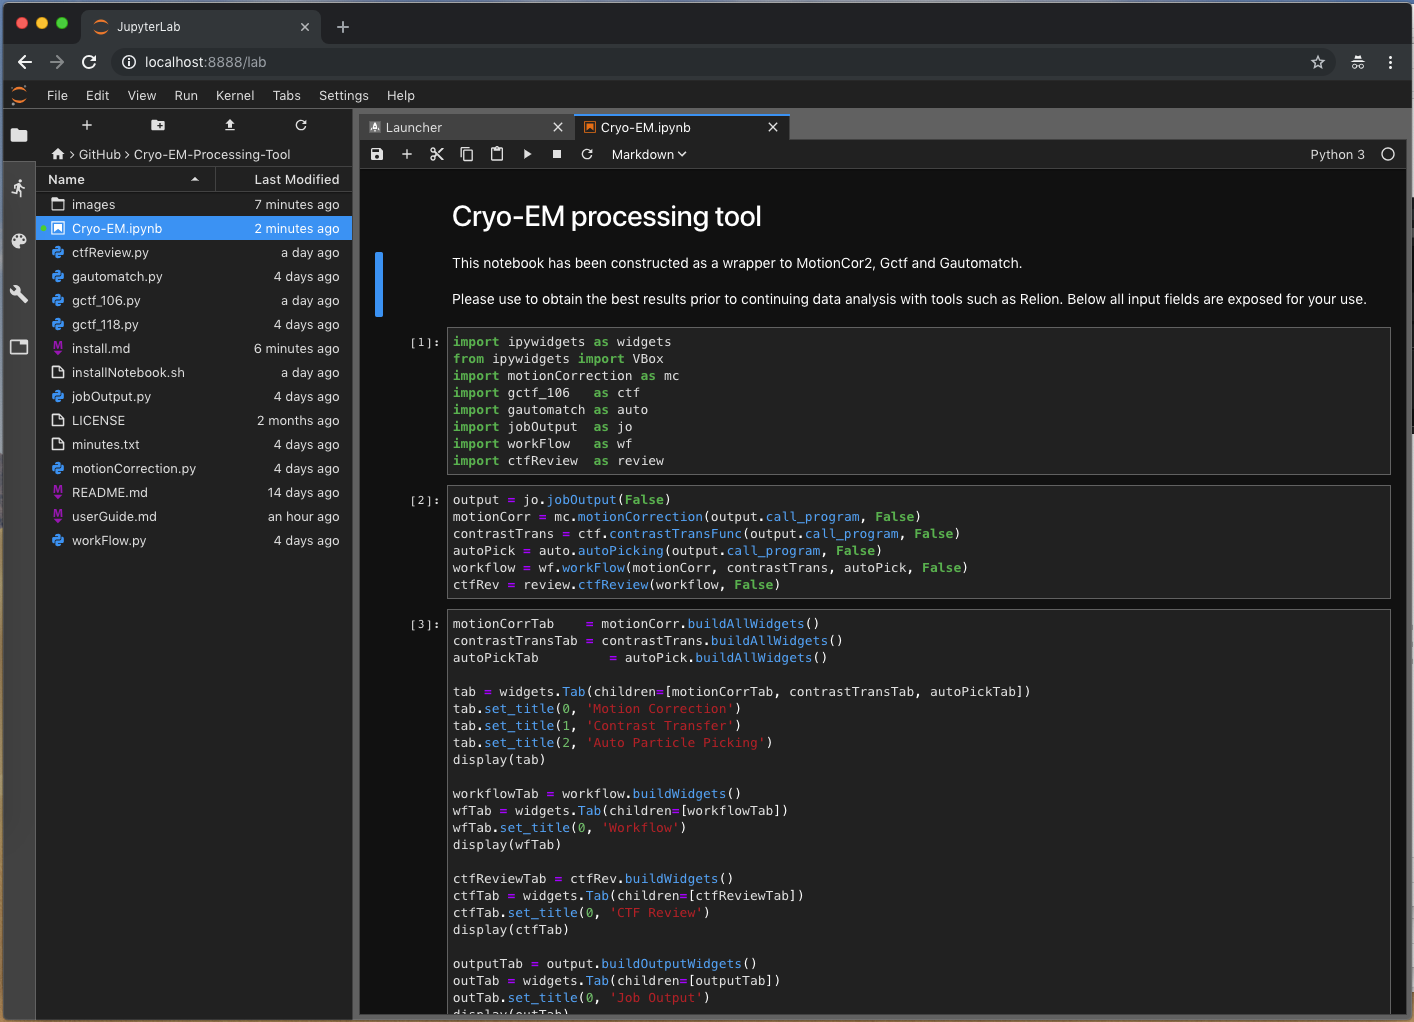 JupyterLab
localhost:8888/lab
File Edit View Run Kernel Tabs Settings Help
GitHub > Cryo-EM-Processing-Tool
Name Last Modified
images 7 minutes ago
Cryo-EM.ipynb 2 minutes ago
ctfReview.py a day ago
gautomatch.py 4 days ago
gctf_106.py a day ago
gctf_118.py 4 days ago
install.md 6 minutes ago
installNotebook.sh a day ago
jobOutput.py 4 days ago
LICENSE 2 months ago
minutes.txt 4 days ago
motionCorrection.py 4 days ago
README.md 14 days ago
userGuide.md an hour ago
workFlow.py 4 days ago
Launcher Cryo-EM.ipynb
Markdown Python 3
Cryo-EM processing tool
This notebook has been constructed as a wrapper to MotionCor2, Gctf and Gautomatch.
Please use to obtain the best results prior to continuing data analysis with tools such as Relion. Below all input fields are exposed for your use.
[1]: import ipywidgets as widgets
from ipywidgets import VBox
import motionCorrection as mc
import gctf_106   as ctf
import gautomatch as auto
import jobOutput  as jo
import workFlow   as wf
import ctfReview  as review
[2]: output = jo.jobOutput(False)
motionCorr = mc.motionCorrection(output.call_program, False)
contrastTrans = ctf.contrastTransFunc(output.call_program, False)
autoPick = auto.autoPicking(output.call_program, False)
workflow = wf.workFlow(motionCorr, contrastTrans, autoPick, False)
ctfRev = review.ctfReview(workflow, False)
[3]: motionCorrTab    = motionCorr.buildAllWidgets()
contrastTransTab = contrastTrans.buildAllWidgets()
autoPickTab         = autoPick.buildAllWidgets()
tab = widgets.Tab(children=[motionCorrTab, contrastTransTab, autoPickTab])
tab.set_title(0, 'Motion Correction')
tab.set_title(1, 'Contrast Transfer')
tab.set_title(2, 'Auto Particle Picking')
display(tab)
workflowTab = workflow.buildWidgets()
wfTab = widgets.Tab(children=[workflowTab])
wfTab.set_title(0, 'Workflow')
display(wfTab)
ctfReviewTab = ctfRev.buildWidgets()
ctfTab = widgets.Tab(children=[ctfReviewTab])
ctfTab.set_title(0, 'CTF Review')
display(ctfTab)
outputTab = output.buildOutputWidgets()
outTab = widgets.Tab(children=[outputTab])
outTab.set_title(0, 'Job Output')
display(outTab)